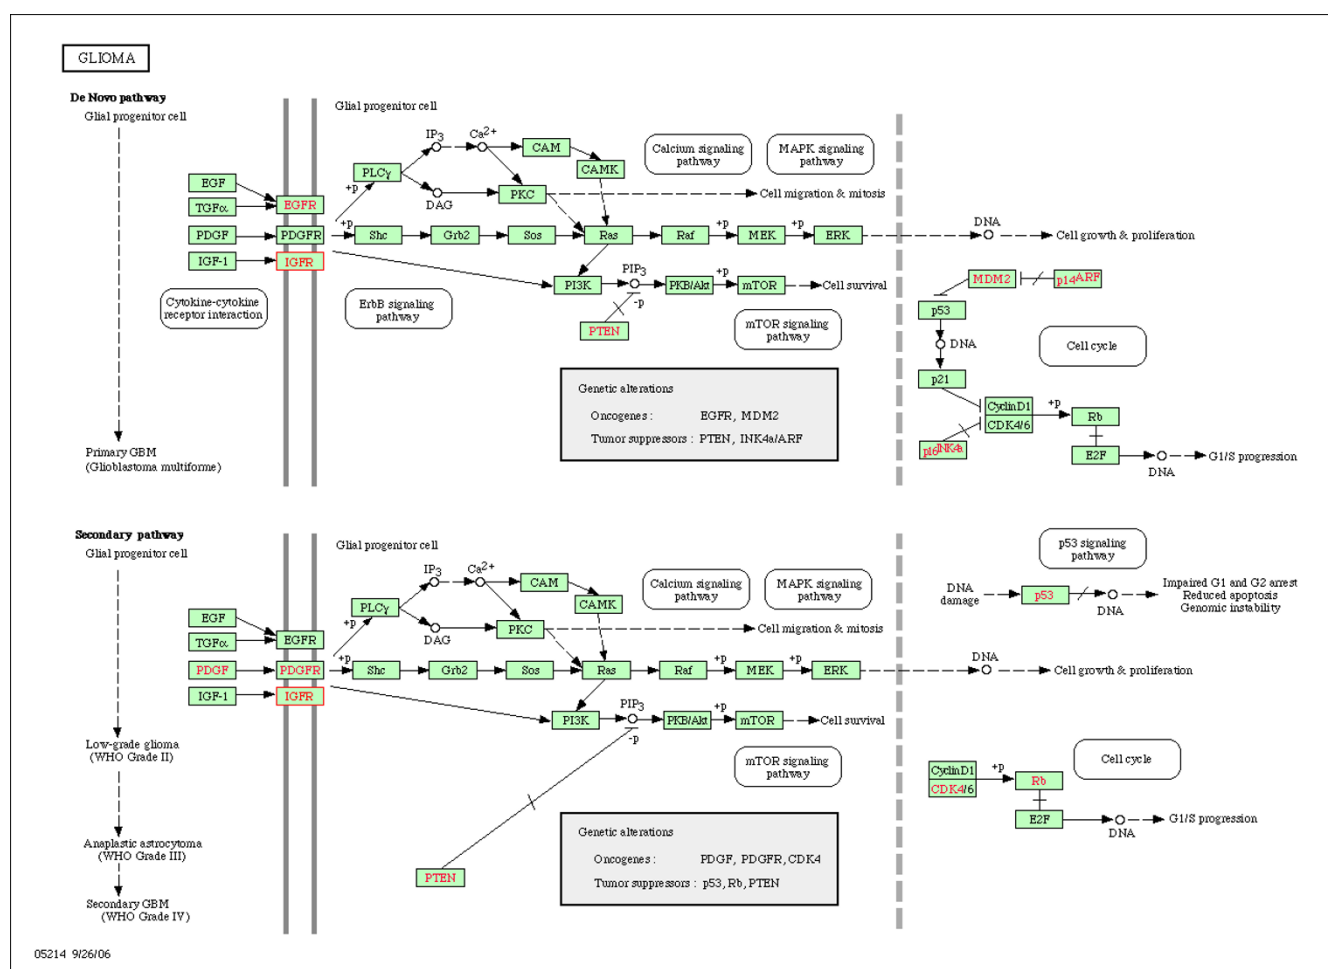 GLIOMA
De Novo pathway
Glial progenitor cell
Primary GBM
(Glioblastoma multiforme)
EGF
TGFα
PDGF
IGF-1
EGFR
PDGFR
IGFR
Cytokine-cytokine
receptor interaction
Glial progenitor cell
IP3
Ca2+
CAM
CAMK
PLCγ
+p
DAG
PKC
Calcium signaling
pathway
MAPK signaling
pathway
Cell migration & mitosis
+p
Shc
Grb2
Sos
Ras
Raf
+p
MEK
+p
ERK
DNA
Cell growth & proliferation
ErbB signaling
pathway
PI3K
PIP3
-p
PKB/Akt
+p
mTOR
Cell survival
PTEN
mTOR signaling
pathway
MDM2
p14ARF
p53
DNA
p21
Cell cycle
CyclinD1
CDK4/6
+p
Rb
p16INK4a
E2F
DNA
G1/S progression
Genetic alterations
Oncogenes : EGFR, MDM2
Tumor suppressors : PTEN, INK4a/ARF
Secondary pathway
Glial progenitor cell
Low-grade glioma
(WHO Grade II)
Anaplastic astrocytoma
(WHO Grade III)
Secondary GBM
(WHO Grade IV)
EGF
TGFα
PDGF
IGF-1
EGFR
PDGFR
IGFR
Glial progenitor cell
IP3
Ca2+
CAM
CAMK
PLCγ
+p
DAG
PKC
Calcium signaling
pathway
MAPK signaling
pathway
Cell migration & mitosis
+p
Shc
Grb2
Sos
Ras
Raf
+p
MEK
+p
ERK
DNA
Cell growth & proliferation
PI3K
PIP3
-p
PKB/Akt
+p
mTOR
Cell survival
mTOR signaling
pathway
PTEN
p53 signaling
pathway
DNA
damage
p53
DNA
Impaired G1 and G2 arrest
Reduced apoptosis
Genomic instability
Cell cycle
CyclinD1
CDK4/6
+p
Rb
E2F
DNA
G1/S progression
Genetic alterations
Oncogenes : PDGF, PDGFR, CDK4
Tumor suppressors : p53, Rb, PTEN
05214 9/26/06